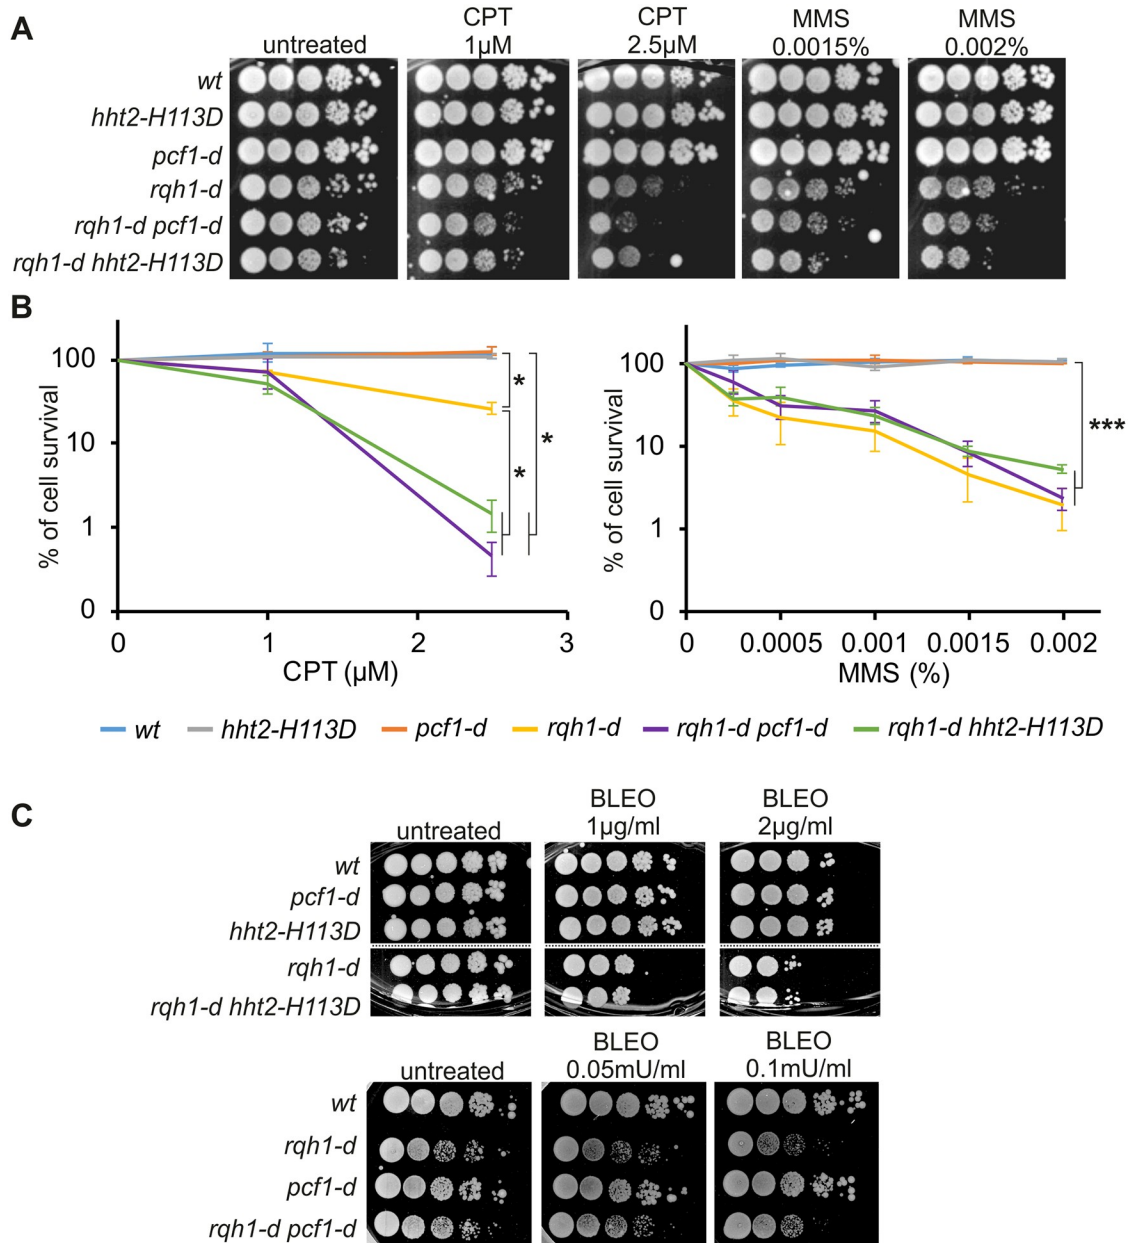 A
untreated
CPT
1µM
CPT
2.5µM
MMS
0.0015%
MMS
0.002%
wt
hht2-H113D
pcf1-d
rqh1-d
rqh1-d pcf1-d
rqh1-d hht2-H113D
B
% of cell survival
100
10
1
0
0
1
2
3
CPT (µM)
*
*
*
% of cell survival
100
10
1
0
0
0.0005
0.001
0.0015
0.002
MMS (%)
***
wt
hht2-H113D
pcf1-d
rqh1-d
rqh1-d pcf1-d
rqh1-d hht2-H113D
C
untreated
BLEO
1µg/ml
BLEO
2µg/ml
wt
pcf1-d
hht2-H113D
rqh1-d
rqh1-d hht2-H113D
untreated
BLEO
0.05mU/ml
BLEO
0.1mU/ml
wt
rqh1-d
pcf1-d
rqh1-d pcf1-d